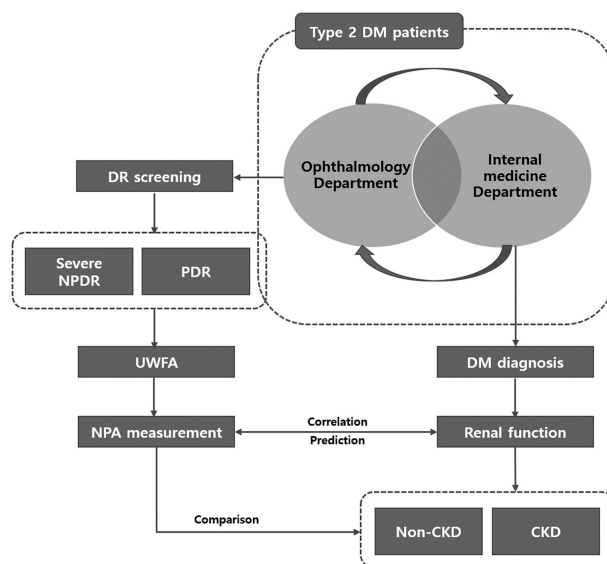 Type 2 DM patients
Ophthalmology
Department
Internal
medicine
Department
DR screening
Severe
NPDR
PDR
UWFA
DM diagnosis
NPA measurement
Correlation
Prediction
Renal function
Comparison
Non-CKD
CKD